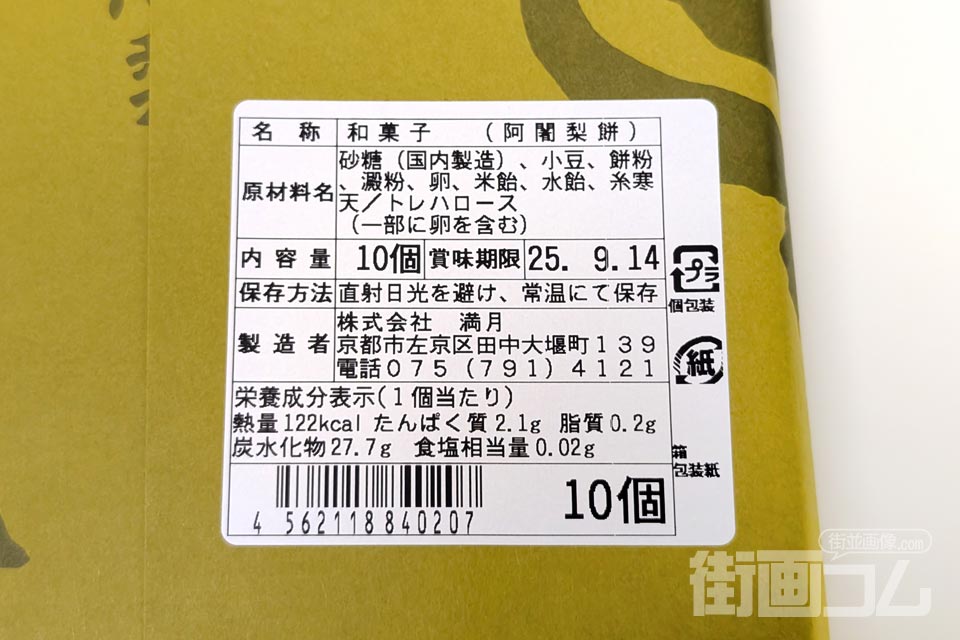 名称 和菓子 （阿闍梨餅）
原材料名 砂糖（国内製造）、小豆、餅粉
、澱粉、卵、米飴、水飴、糸寒
天／トレハロース
（一部に卵を含む）
内容量 10個 賞味期限 25. 9.14
保存方法 直射日光を避け、常温にて保存
製造者 株式会社 満月
京都市左京区田中大堰町１３９
電話０７５（７９１）４１２１
栄養成分表示(１個当たり)
熱量122kcal たんぱく質2.1g 脂質0.2g
炭水化物27.7g 食塩相当量0.02g
4 562118 840207
10個
プラ
個包装
紙
箱
包装紙
街並画像.com
街画コム